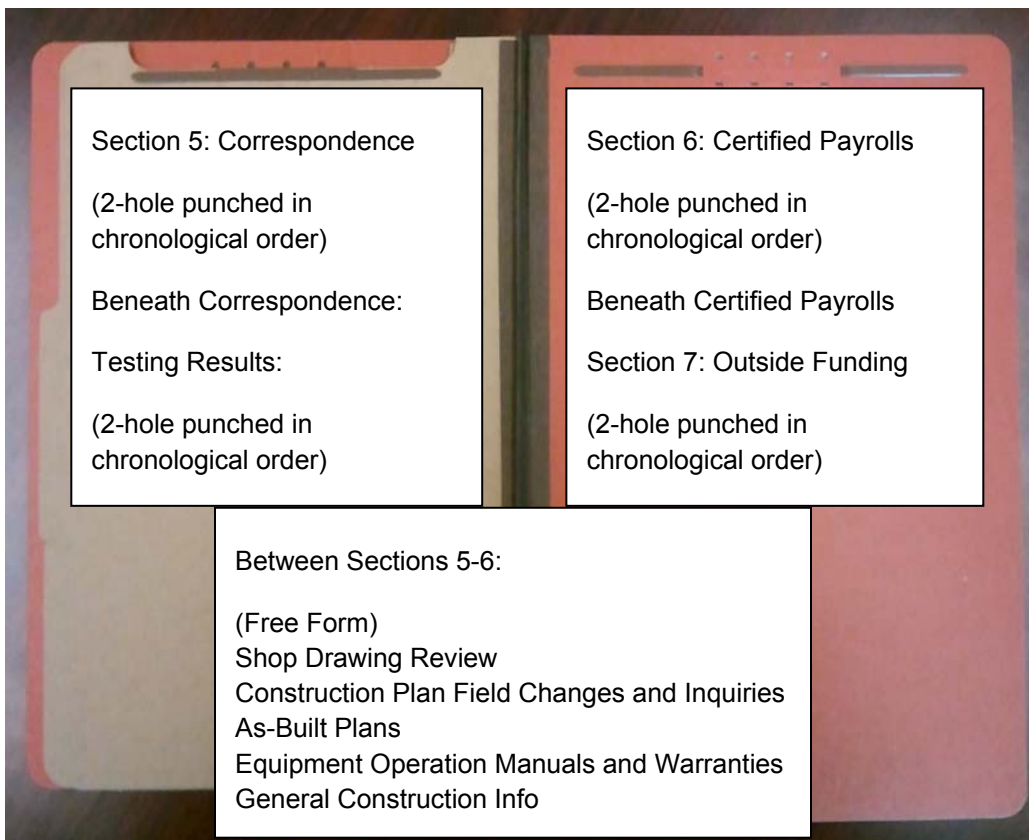 Section 5: Correspondence
(2-hole punched in
chronological order)
Beneath Correspondence:
Testing Results:
(2-hole punched in
chronological order)
Section 6: Certified Payrolls
(2-hole punched in
chronological order)
Beneath Certified Payrolls
Section 7: Outside Funding
(2-hole punched in
chronological order)
Between Sections 5-6:
(Free Form)
Shop Drawing Review
Construction Plan Field Changes and Inquiries
As-Built Plans
Equipment Operation Manuals and Warranties
General Construction Info